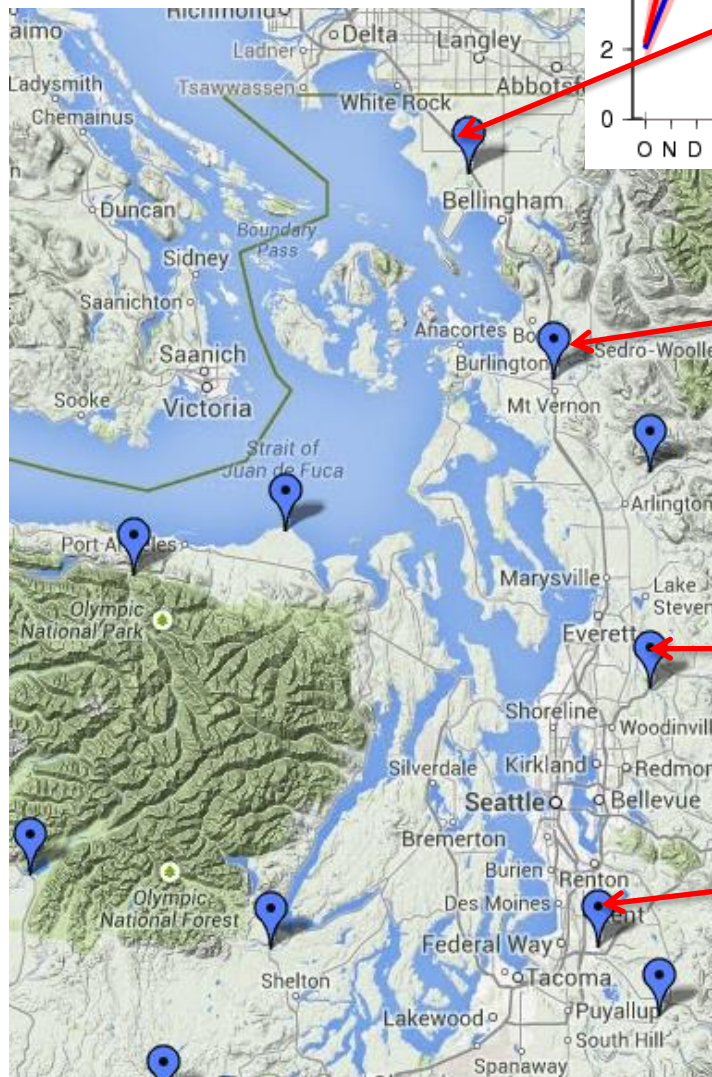 Richmond
Delta
Langley
aimo
Ladner
2
Ladysmith
Tsawwassen
White Rock
Abbotsf
Chemainus
0
O N D
Duncan
Bellingham
Boundary
Pass
Sidney
Saanichton
Anacortes
Bo
Saanich
Burlington
Sedro-Woolle
Sooke
Victoria
Mt Vernon
Strait of
Juan de Fuca
Arlington
Port Angeles
Marysville
Lake
Stevens
Olympic
National Park
Everett
Shoreline
Woodinvill
Silverdale
Kirkland
Redmon
Seattle
Bellevue
Bremerton
Burien
Renton
Olympic
National Forest
Des Moines
ent
Federal Way
Shelton
Tacoma
Lakewood
Puyallup
South Hill
Spanaway